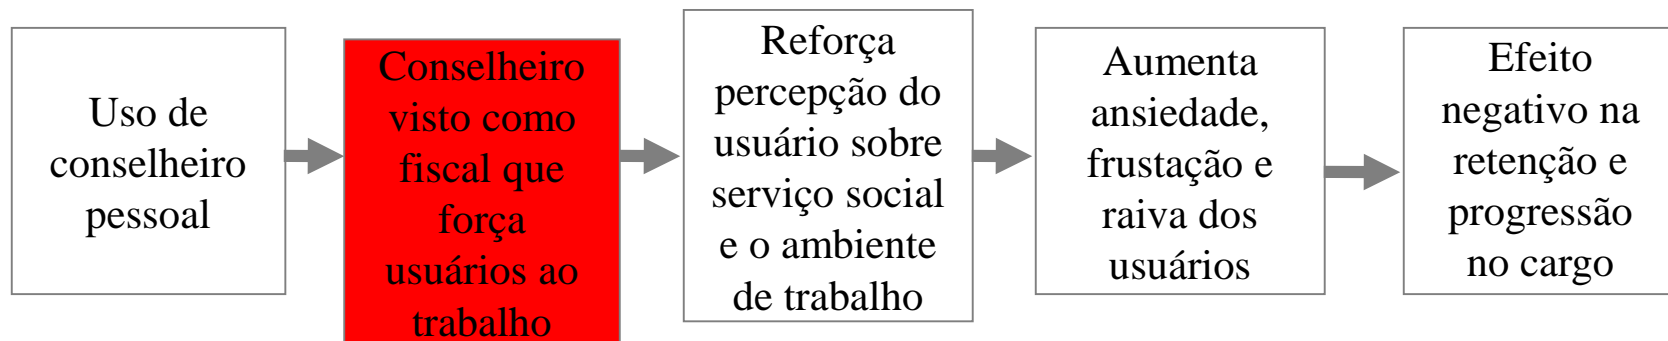 Uso de
conselheiro
pessoal
Conselheiro
visto como
fiscal que
força
usuários ao
trabalho
Reforça
percepção do
usuário sobre
serviço social
e o ambiente
de trabalho
Aumenta
ansiedade,
frustação e
raiva dos
usuários
Efeito
negativo na
retenção e
progressão
no cargo